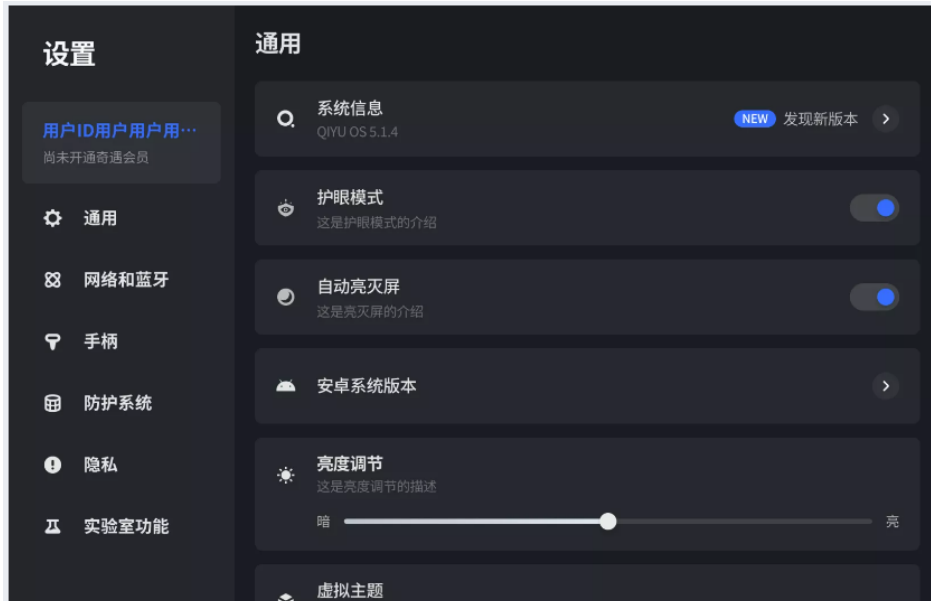 设置
用户ID用户用户用…
尚未开通奇遇会员
通用
网络和蓝牙
手柄
防护系统
隐私
实验室功能
通用
系统信息
QIYU OS 5.1.4
NEW 发现新版本
护眼模式
这是护眼模式的介绍
自动亮灭屏
这是亮灭屏的介绍
安卓系统版本
亮度调节
这是亮度调节的描述
暗 亮
虚拟主题